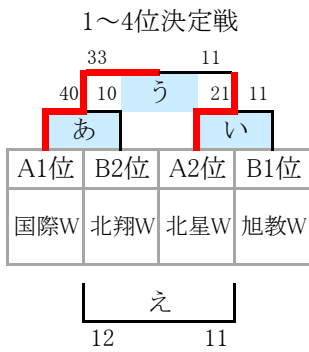 1～4位決定戦
33 11
40 10 う 21 11
あ い
A1位 B2位 A2位 B1位
国際W 北翔W 北星W 旭教W
え
12 11